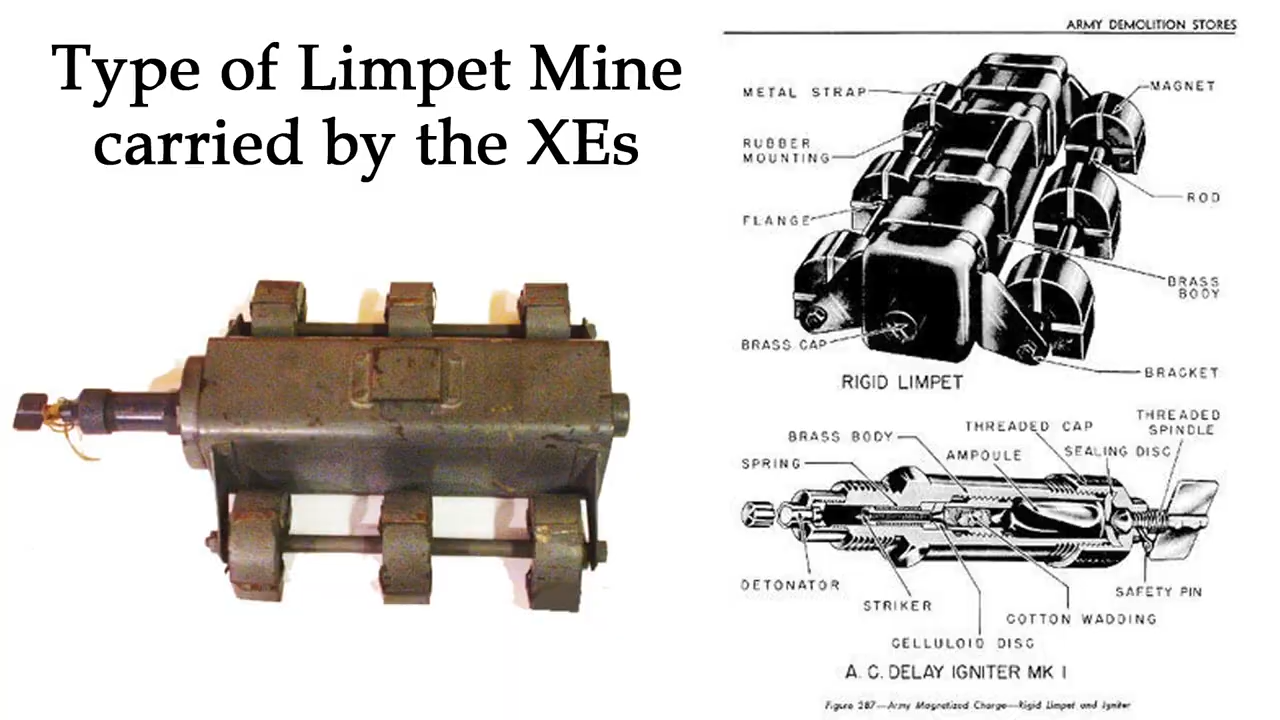 Type of Limpet Mine
carried by the XEs
ARMY DEMOLITION STORES
METAL STRAP
MAGNET
RUBBER
MOUNTING
ROD
FLANGE
BRASS
BODY
BRASS CAP
BRACKET
RIGID LIMPET
THREADED
SPINDLE
THREADED CAP
BRASS BODY
SEALING DISC
AMPOULE
SPRING
DETONATOR
SAFETY PIN
STRIKER
COTTON WADDING
CELLULOID DISC
A. C. DELAY IGNITER MK I
Figure 287—Army Magnetized Charge—Rigid Limpet and Igniter